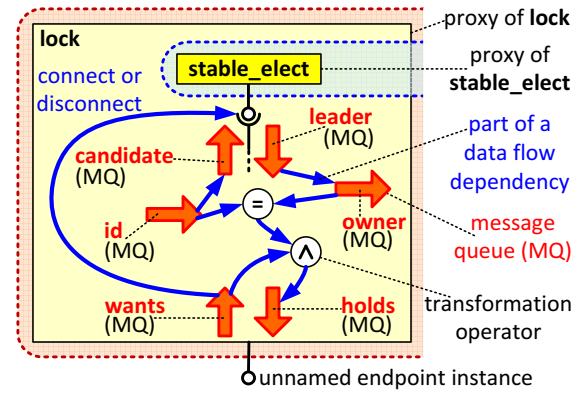 proxy of lock
lock
stable_elect
proxy of
stable_elect
connect or
disconnect
leader
(MQ)
candidate
(MQ)
part of a
data flow
dependency
=
id
(MQ)
owner
(MQ)
message
queue (MQ)
∧
wants
(MQ)
holds
(MQ)
transformation
operator
unnamed endpoint instance